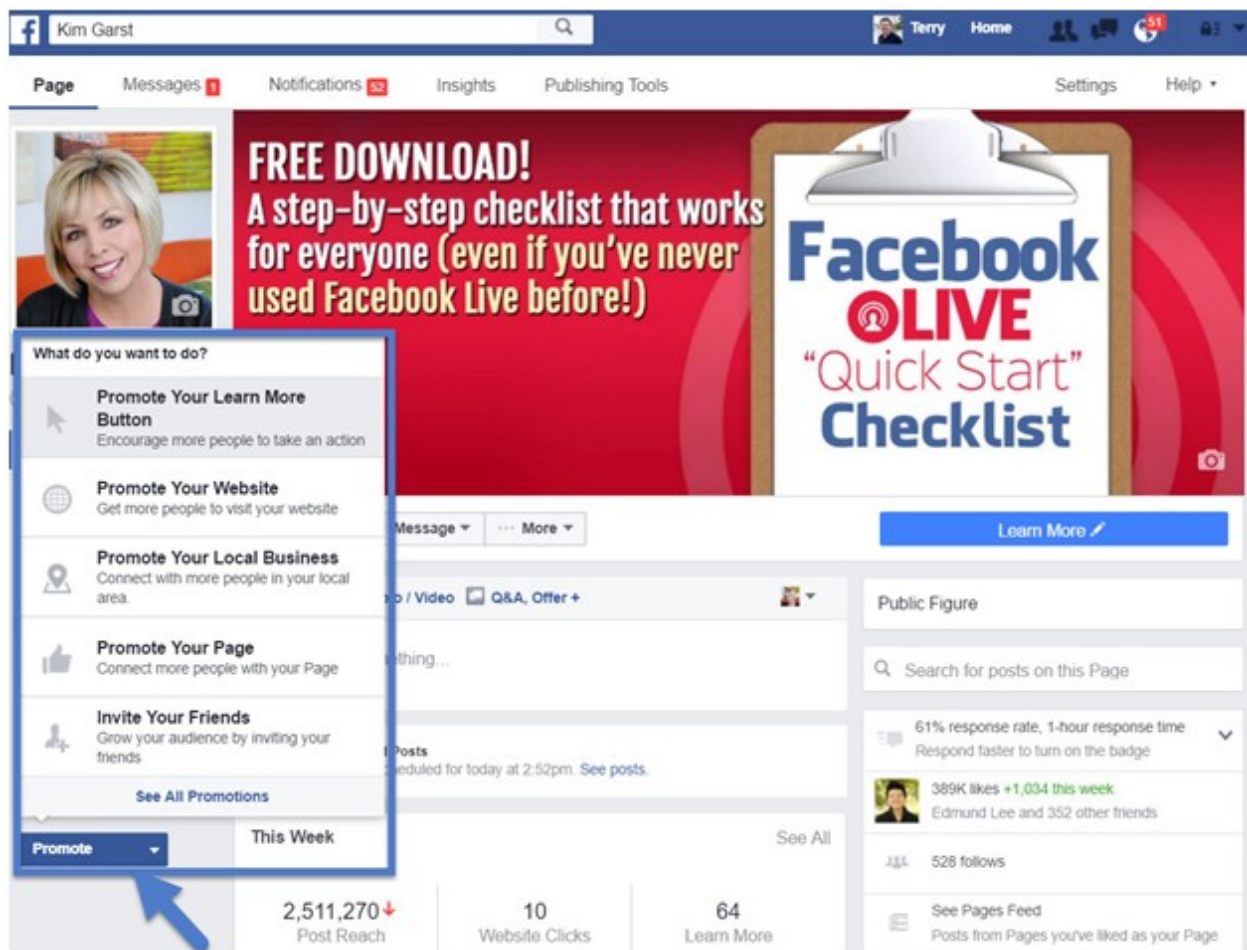 f Kim Garst Terry Home 51
Page Messages 1 Notifications 52 Insights Publishing Tools Settings Help
FREE DOWNLOAD!
A step-by-step checklist that works
for everyone (even if you've never
used Facebook Live before!)
Facebook
LIVE
"Quick Start"
Checklist
What do you want to do?
Promote Your Learn More
Button
Encourage more people to take an action
Promote Your Website
Get more people to visit your website
Promote Your Local Business
Connect with more people in your local
area.
Promote Your Page
Connect more people with your Page
Invite Your Friends
Grow your audience by inviting your
friends
See All Promotions
Promote
Message ... More
Learn More
/ Video Q&A, Offer +
Posts
for today at 2:52pm. See posts.
This Week See All
2,511,270 10 64
Post Reach Website Clicks Learn More
Public Figure
Search for posts on this Page
61% response rate, 1-hour response time
Respond faster to turn on the badge
389K likes +1,034 this week
Edmund Lee and 352 other friends
528 follows
See Pages Feed
Posts from Pages you've liked as your Page